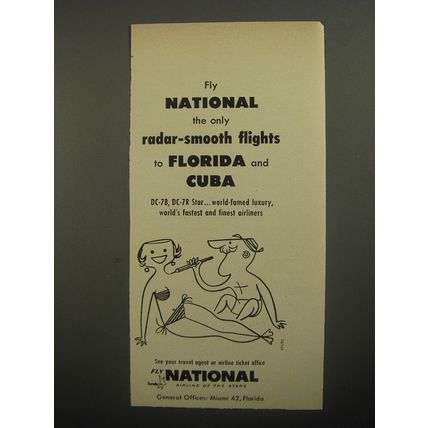 Fly
NATIONAL
the only
radar-smooth flights
to FLORIDA and
CUBA
DC-7B, DC-7R Star...world-famed luxury,
world's fastest and finest airliners
See your travel agent or airline ticket office
FLY
NATIONAL
AIRLINE OF THE STARS
General Offices: Miami 42, Florida